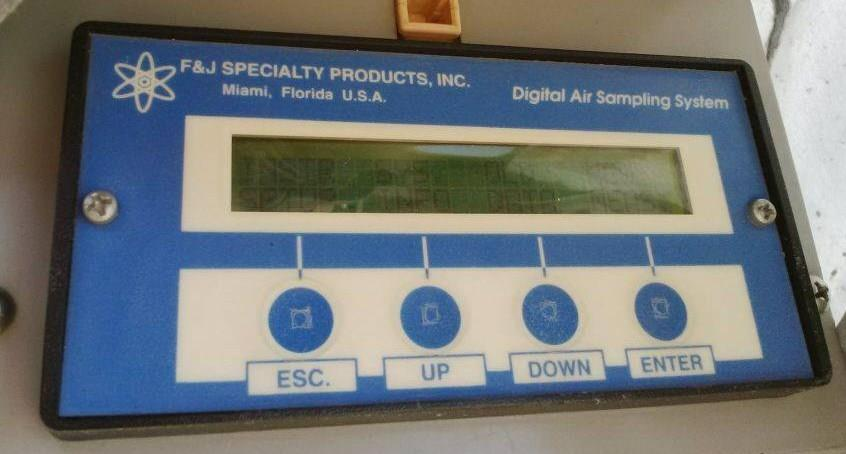 F&J SPECIALTY PRODUCTS, INC.
Miami, Florida U.S.A.
Digital Air Sampling System
ESC.
UP
DOWN
ENTER